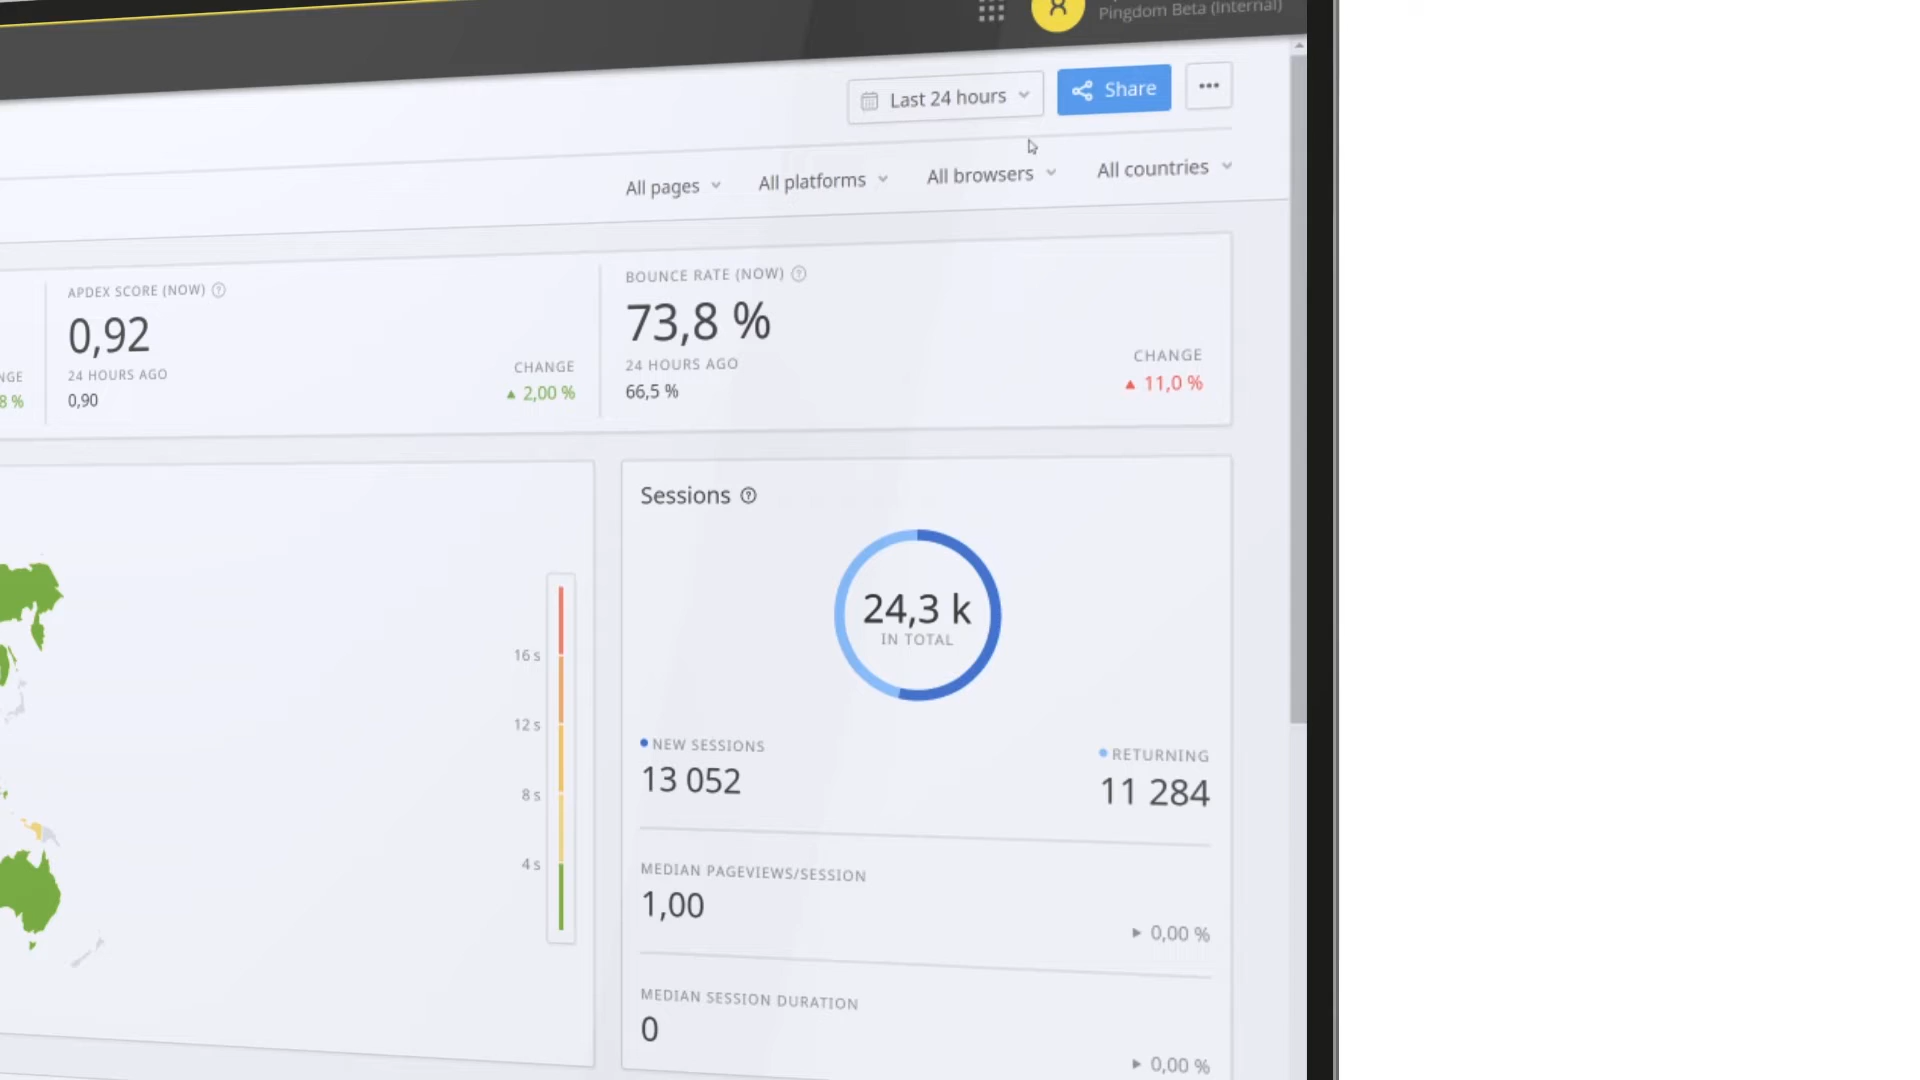 Pingdom Beta (Internal)
Last 24 hours
Share
All pages
All platforms
All browsers
All countries
NGE
8 %
APDEX SCORE (NOW)
0,92
24 HOURS AGO
0,90
CHANGE
2,00 %
BOUNCE RATE (NOW)
73,8 %
24 HOURS AGO
66,5 %
CHANGE
11,0 %
16 s
12 s
8 s
4 s
Sessions
24,3 k
IN TOTAL
NEW SESSIONS
13 052
RETURNING
11 284
MEDIAN PAGEVIEWS/SESSION
1,00
0,00 %
MEDIAN SESSION DURATION
0
0,00 %